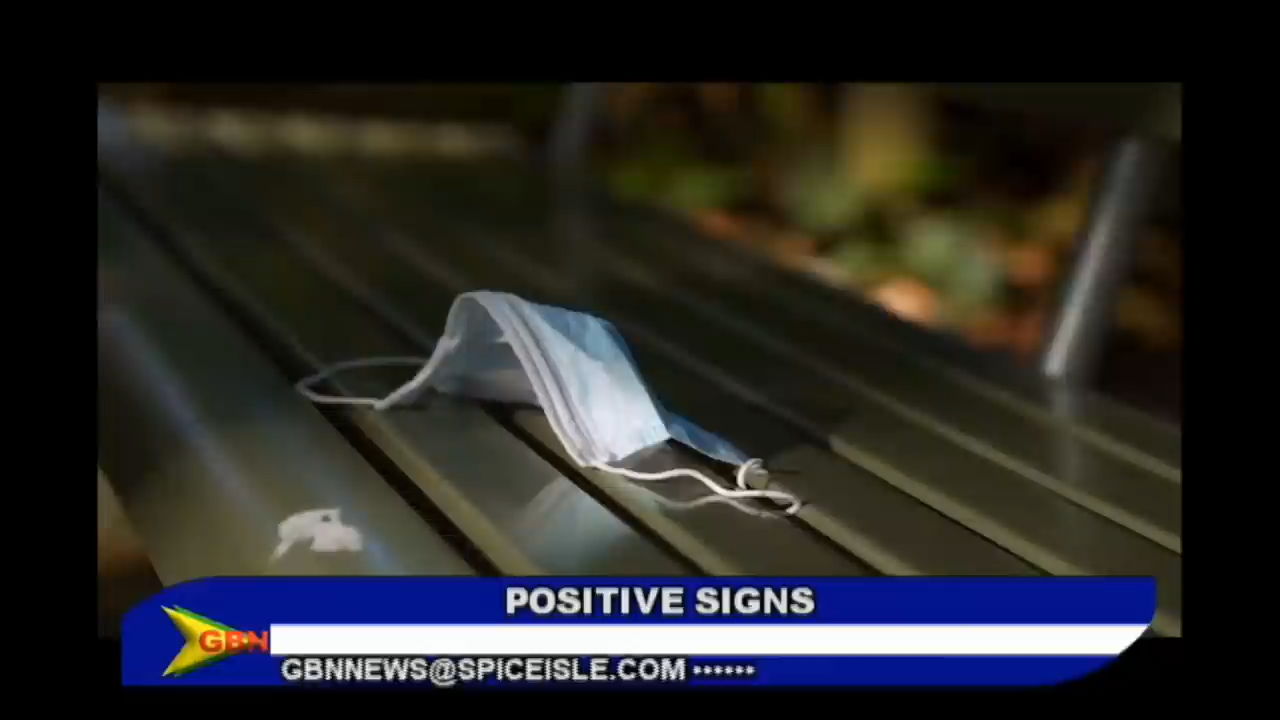 POSITIVE SIGNS
GBN
GBNNEWS@SPICEISLE.COM ••••••